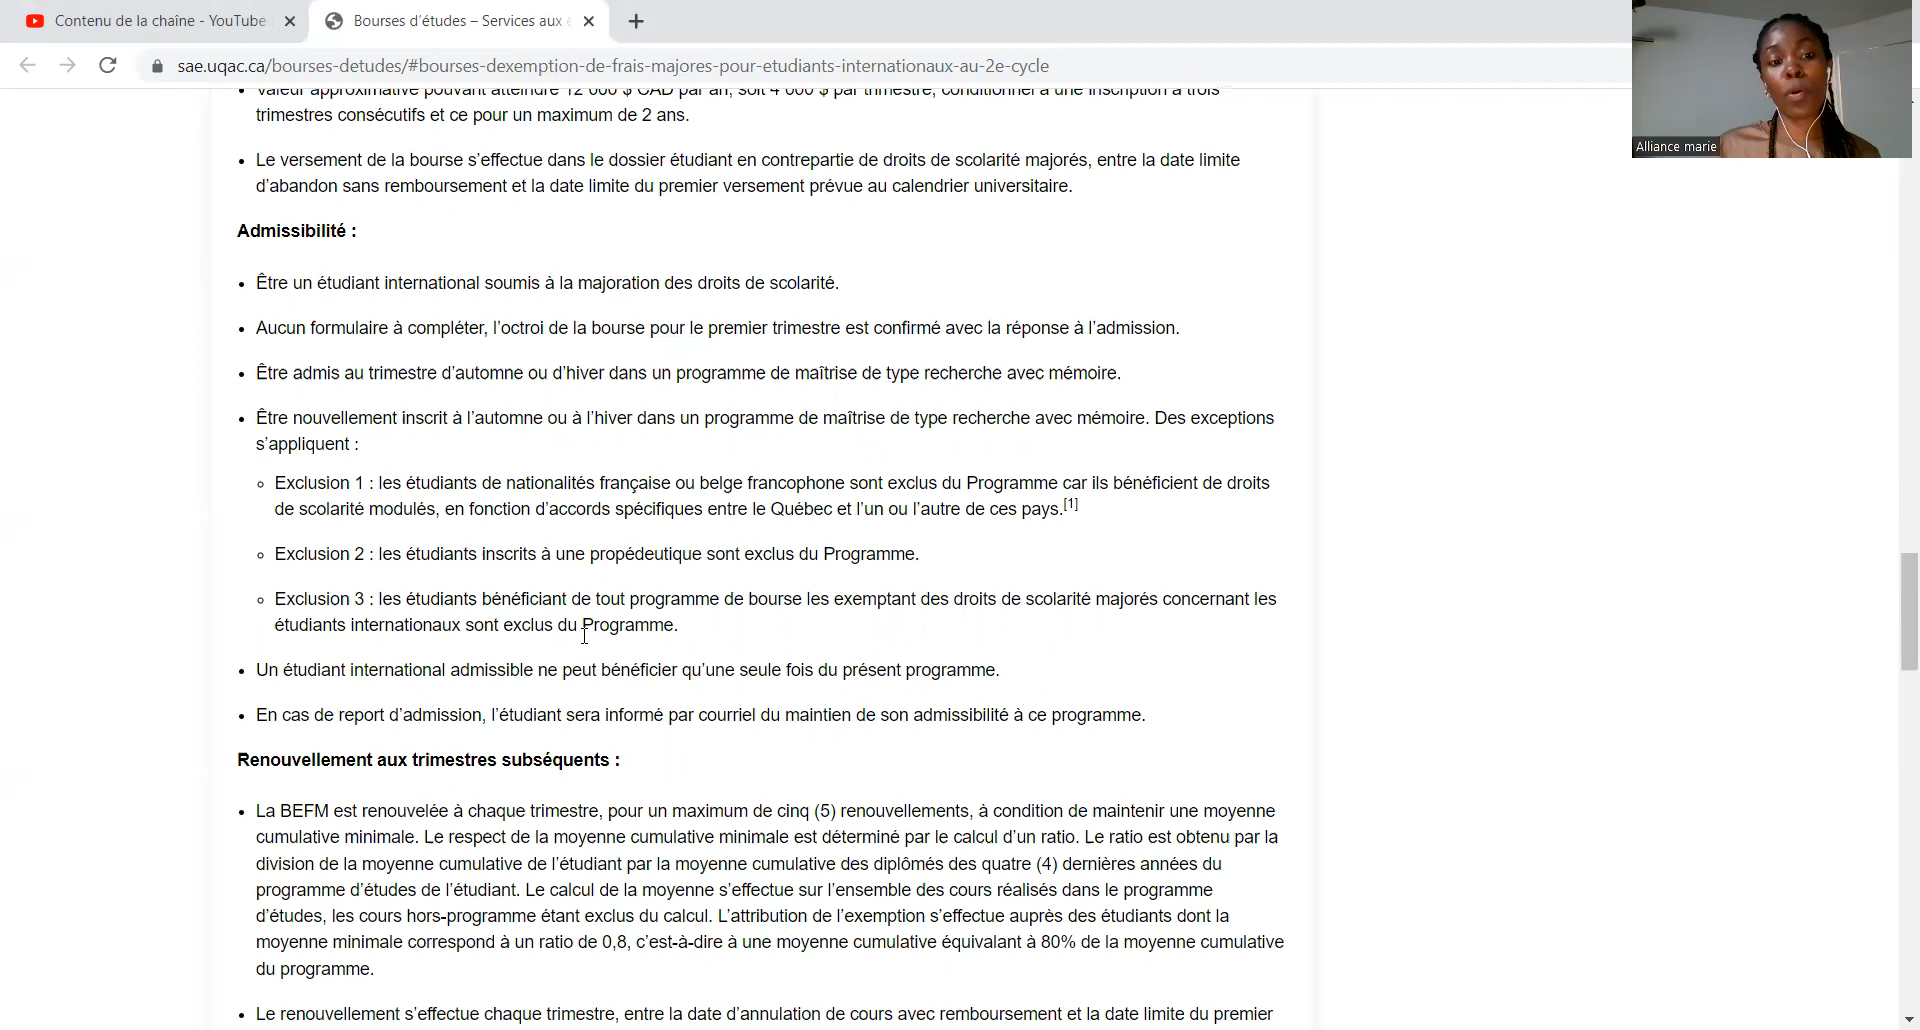 Contenu de la chaîne - YouTube
Bourses d'études – Services aux é
sae.uqac.ca/bourses-detudes/#bourses-dexemption-de-frais-majores-pour-etudiants-internationaux-au-2e-cycle
Alliance marie
• Valeur approximative pouvant atteindre 12 000 $ CAD par an, soit 4 000 $ par trimestre, conditionnel à une inscription à trois
trimestres consécutifs et ce pour un maximum de 2 ans.
• Le versement de la bourse s'effectue dans le dossier étudiant en contrepartie de droits de scolarité majorés, entre la date limite
d'abandon sans remboursement et la date limite du premier versement prévue au calendrier universitaire.
Admissibilité :
• Être un étudiant international soumis à la majoration des droits de scolarité.
• Aucun formulaire à compléter, l'octroi de la bourse pour le premier trimestre est confirmé avec la réponse à l'admission.
• Être admis au trimestre d'automne ou d'hiver dans un programme de maîtrise de type recherche avec mémoire.
• Être nouvellement inscrit à l'automne ou à l'hiver dans un programme de maîtrise de type recherche avec mémoire. Des exceptions
s'appliquent :
◦ Exclusion 1 : les étudiants de nationalités française ou belge francophone sont exclus du Programme car ils bénéficient de droits
de scolarité modulés, en fonction d'accords spécifiques entre le Québec et l'un ou l'autre de ces pays.[1]
◦ Exclusion 2 : les étudiants inscrits à une propédeutique sont exclus du Programme.
◦ Exclusion 3 : les étudiants bénéficiant de tout programme de bourse les exemptant des droits de scolarité majorés concernant les
étudiants internationaux sont exclus du Programme.
• Un étudiant international admissible ne peut bénéficier qu'une seule fois du présent programme.
• En cas de report d'admission, l'étudiant sera informé par courriel du maintien de son admissibilité à ce programme.
Renouvellement aux trimestres subséquents :
• La BEFM est renouvelée à chaque trimestre, pour un maximum de cinq (5) renouvellements, à condition de maintenir une moyenne
cumulative minimale. Le respect de la moyenne cumulative minimale est déterminé par le calcul d'un ratio. Le ratio est obtenu par la
division de la moyenne cumulative de l'étudiant par la moyenne cumulative des diplômés des quatre (4) dernières années du
programme d'études de l'étudiant. Le calcul de la moyenne s'effectue sur l'ensemble des cours réalisés dans le programme
d'études, les cours hors-programme étant exclus du calcul. L'attribution de l'exemption s'effectue auprès des étudiants dont la
moyenne minimale correspond à un ratio de 0,8, c'est-à-dire à une moyenne cumulative équivalant à 80% de la moyenne cumulative
du programme.
• Le renouvellement s'effectue chaque trimestre, entre la date d'annulation de cours avec remboursement et la date limite du premier